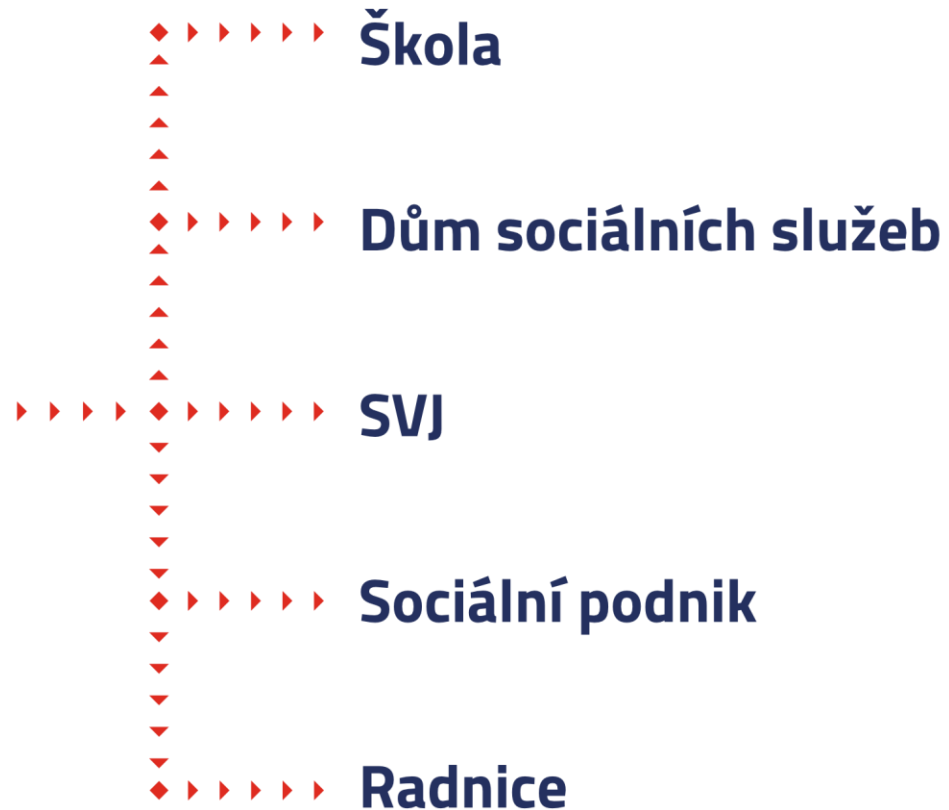 Škola
Dům sociálních služeb
SVJ
Sociální podnik
Radnice